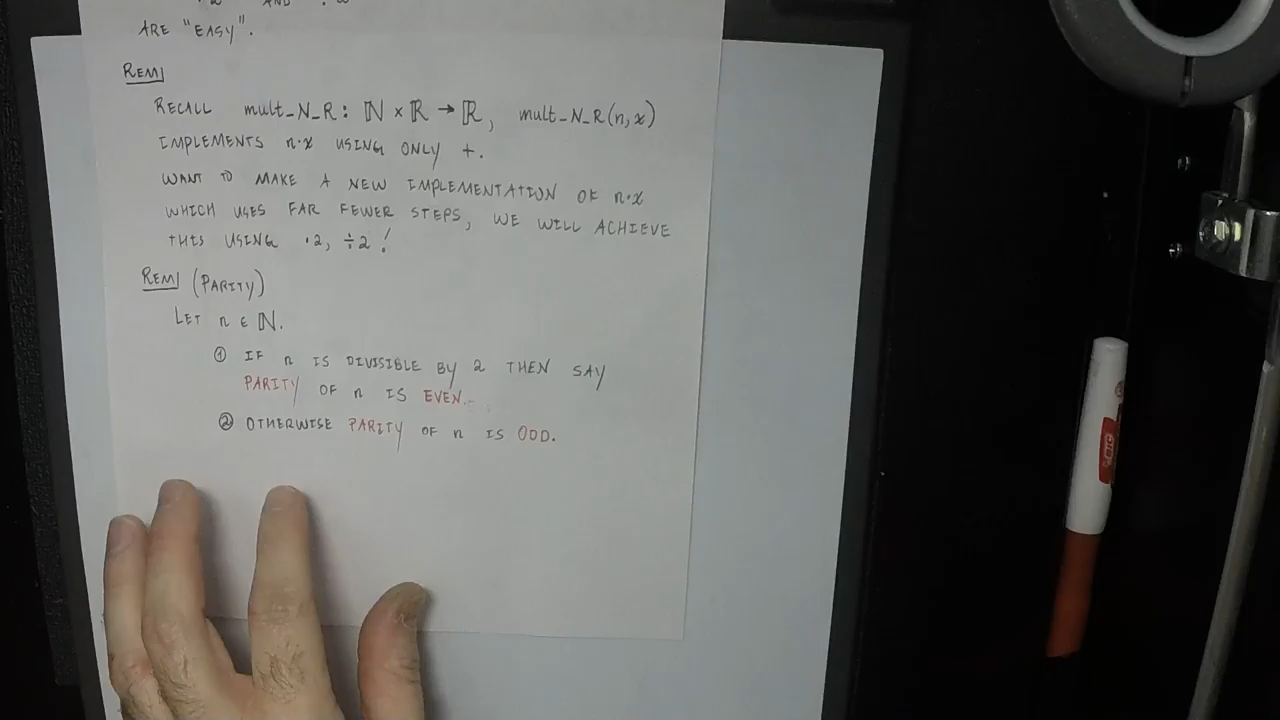 AND
ARE "EASY".
REM
RECALL mult_N_R: ℕ × ℝ → ℝ, mult_N_R(n,x)
IMPLEMENTS n·x USING ONLY +.
WANT TO MAKE A NEW IMPLEMENTATION OF n·x
WHICH USES FAR FEWER STEPS, WE WILL ACHIEVE
THIS USING ·2, ÷2!
REM (PARITY)
LET n ∈ ℕ.
① IF n IS DIVISIBLE BY 2 THEN SAY
PARITY OF n IS EVEN.
② OTHERWISE PARITY OF n IS ODD.
BIC